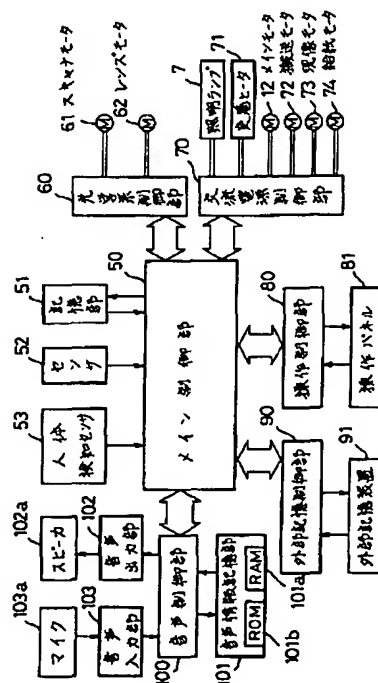 103a
マイク
102a
スピーカ
53
人体
検知センサ
52
センサ
51
記憶部
103
音声
入力部
102
音声
出力部
100
音声制御部
50
メイン制御部
60
光学系制御部
61 スキャナモータ
M
62 レンズモータ
M
101
音声情報記憶部
ROM
RAM
101a
101b
90
外部記憶制御部
91
外部記憶装置
80
操作制御部
81
操作パネル
70
交流電源制御部
7
照明ランプ
71
定着ヒータ
M
12 メインモータ
M
72 搬送モータ
M
73 現像モータ
M
74 給紙モータ